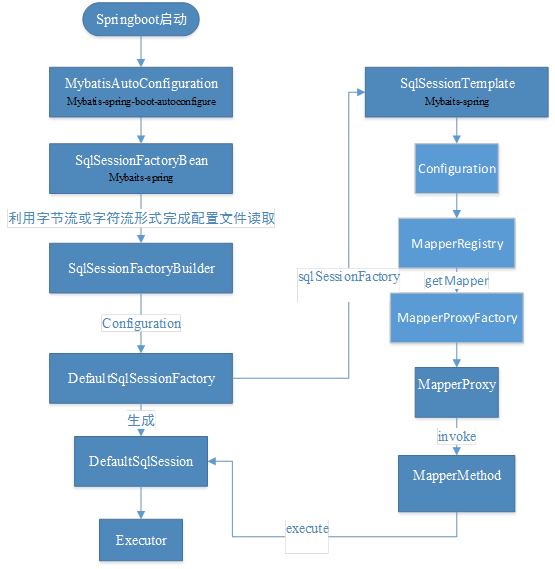 Springboot启动
MybatisAutoConfiguration
Mybatis-spring-boot-autoconfigure
SqlSessionFactoryBean
Mybaits-spring
利用字节流或字符流形式完成配置文件读取
SqlSessionFactoryBuilder
Configuration
DefaultSqlSessionFactory
生成
DefaultSqlSession
Executor
sqlSessionFactory
SqlSessionTemplate
Mybaits-spring
Configuration
MapperRegistry
getMapper
MapperProxyFactory
MapperProxy
invoke
MapperMethod
execute